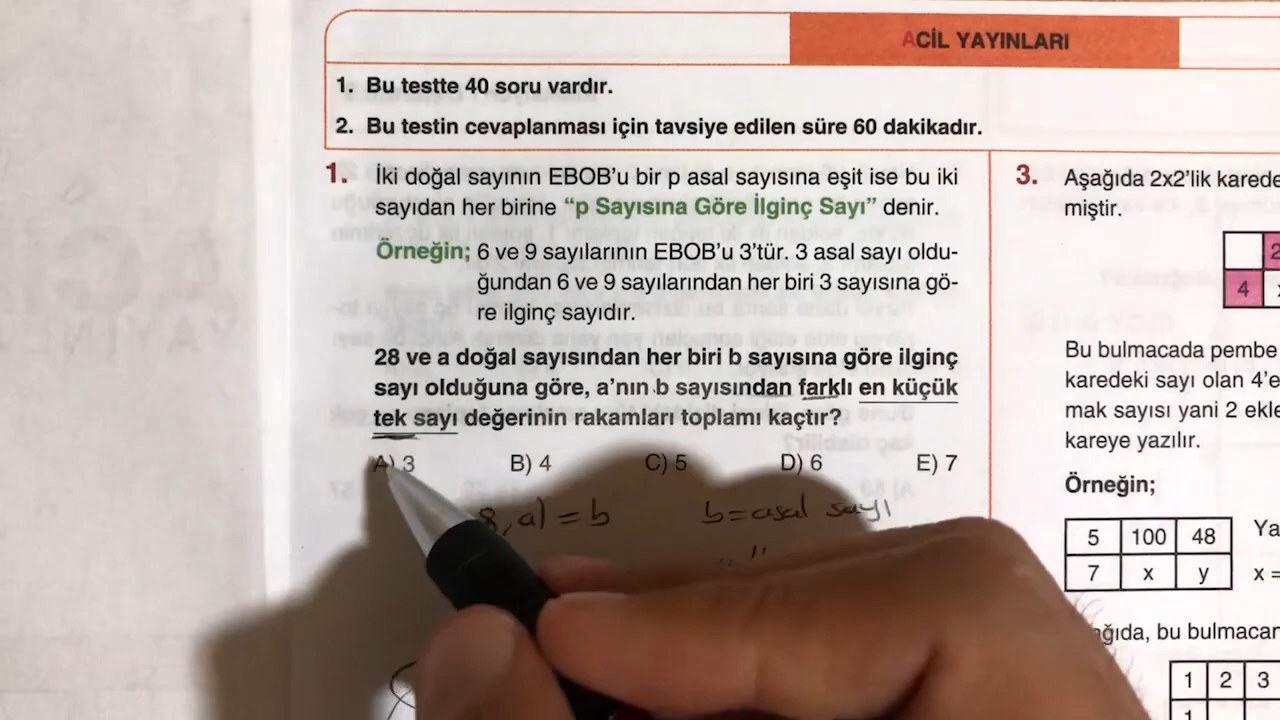 ACİL YAYINLARI
1. Bu testte 40 soru vardır.
2. Bu testin cevaplanması için tavsiye edilen süre 60 dakikadır.
1. İki doğal sayının EBOB'u bir p asal sayısına eşit ise bu iki
sayıdan her birine “p Sayısına Göre İlginç Sayı” denir.
Örneğin; 6 ve 9 sayılarının EBOB'u 3'tür. 3 asal sayı oldu-
ğundan 6 ve 9 sayılarından her biri 3 sayısına gö-
re ilginç sayıdır.
28 ve a doğal sayısından her biri b sayısına göre ilginç
sayı olduğuna göre, a'nın b sayısından farklı en küçük
tek sayı değerinin rakamları toplamı kaçtır?
A) 3 B) 4 C) 5 D) 6 E) 7
8, a) = b b = asal sayı
3. Aşağıda 2x2'lik karede
miştir.
2
4
Bu bulmacada pembe
karedeki sayı olan 4'e
mak sayısı yani 2 ekle
kareye yazılır.
Örneğin;
5 100 48 Ya
7 x y x =
ağıda, bu bulmacan
1 2 3
1